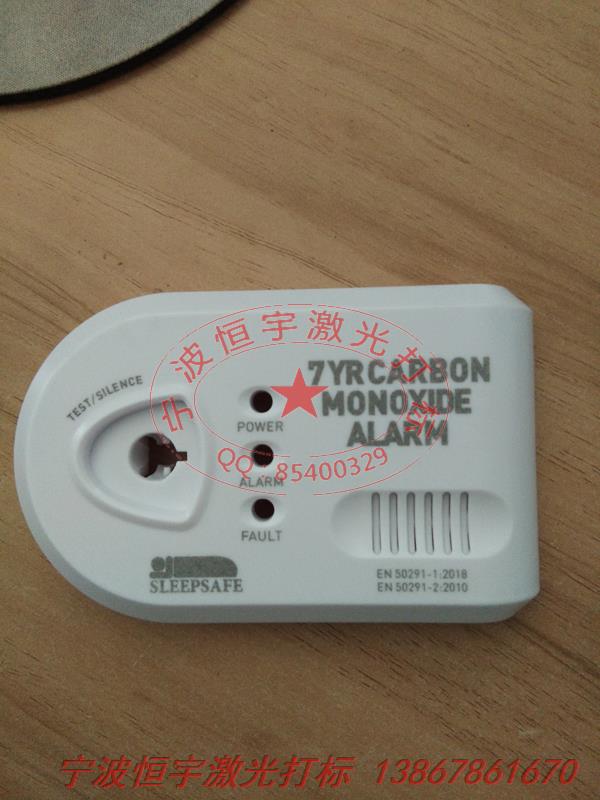 宁波恒宇激光打标
QQ 85400329
TEST/SILENCE
POWER
ALARM
FAULT
7YR CARBON
MONOXIDE
ALARM
SLEEPSAFE
EN 50291-1:2018
EN 50291-2:2010
宁波恒宇激光打标 13867861670